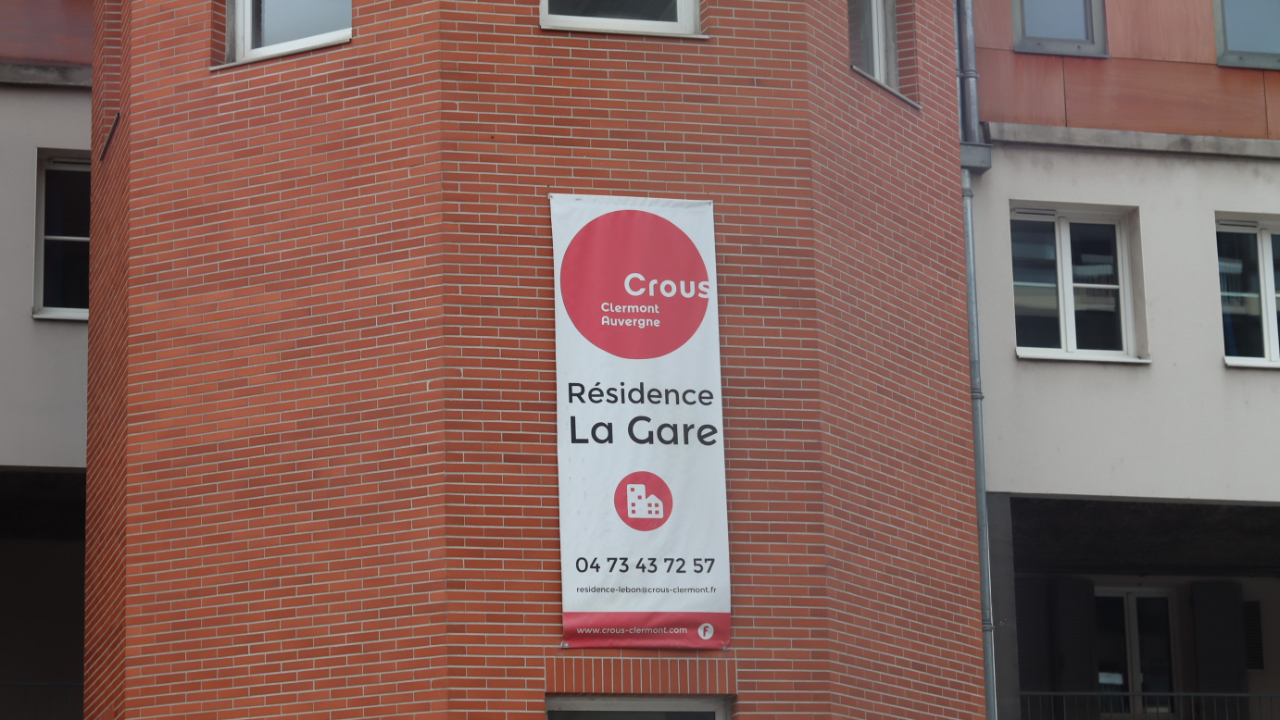 Crous
Clermont
Auvergne
Résidence
La Gare
04 73 43 72 57
residence-lebon@crous-clermont.fr
www.crous-clermont.com F